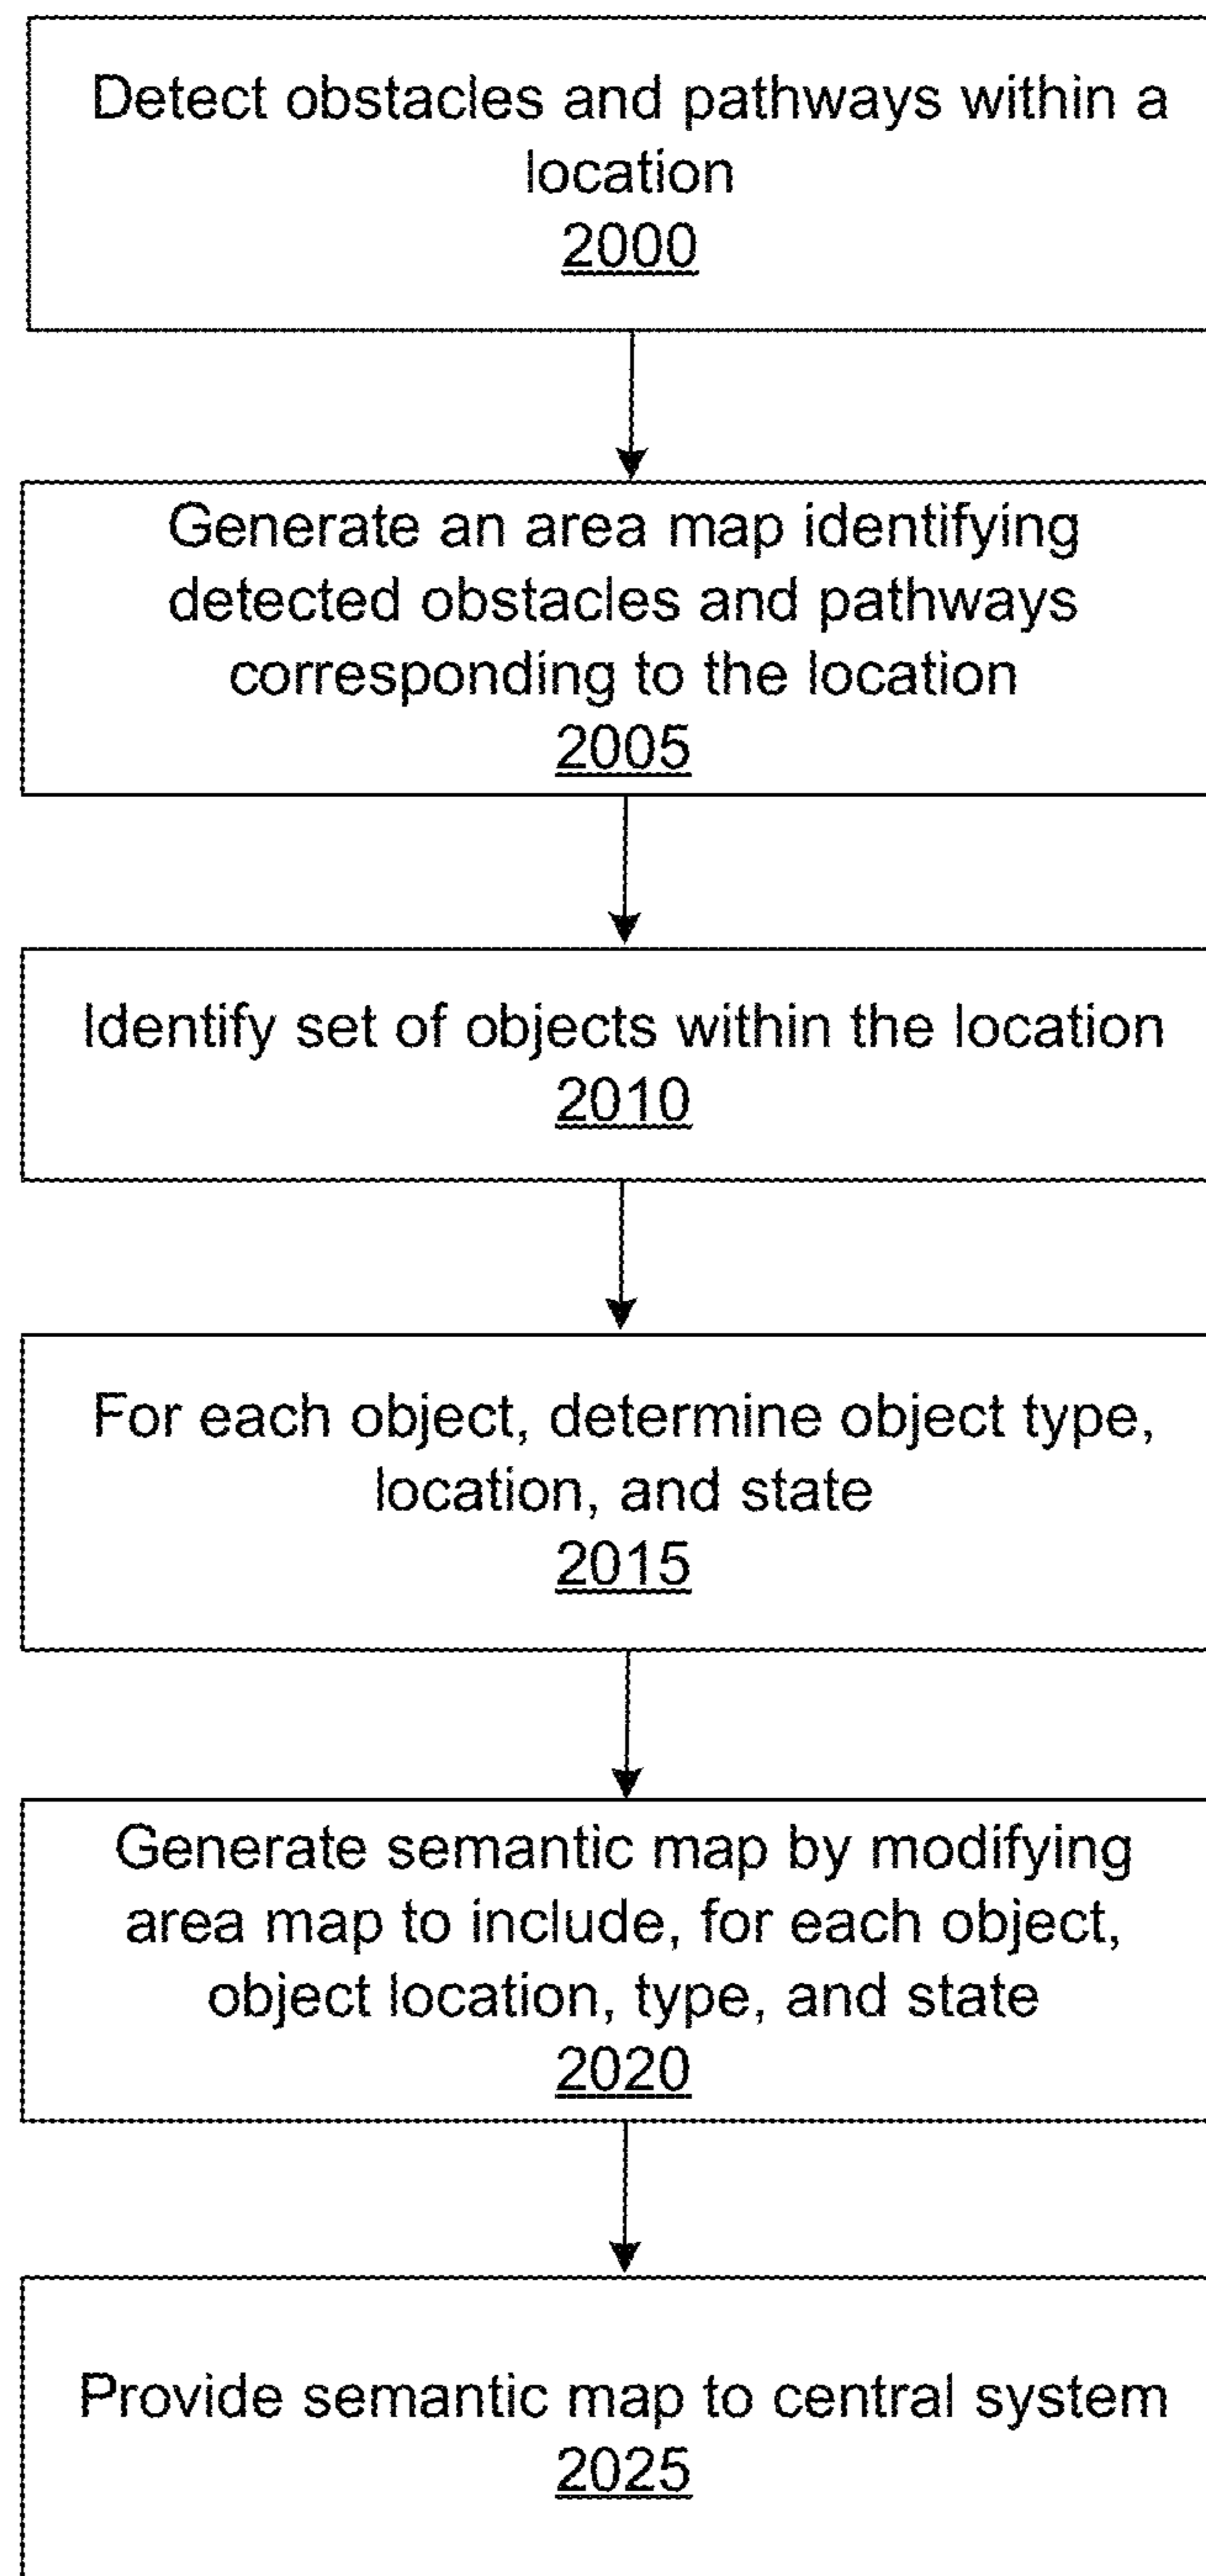 Detect obstacles and pathways within a
location
2000
Generate an area map identifying
detected obstacles and pathways
corresponding to the location
2005
Identify set of objects within the location
2010
For each object, determine object type,
location, and state
2015
Generate semantic map by modifying
area map to include, for each object,
object location, type, and state
2020
Provide semantic map to central system
2025